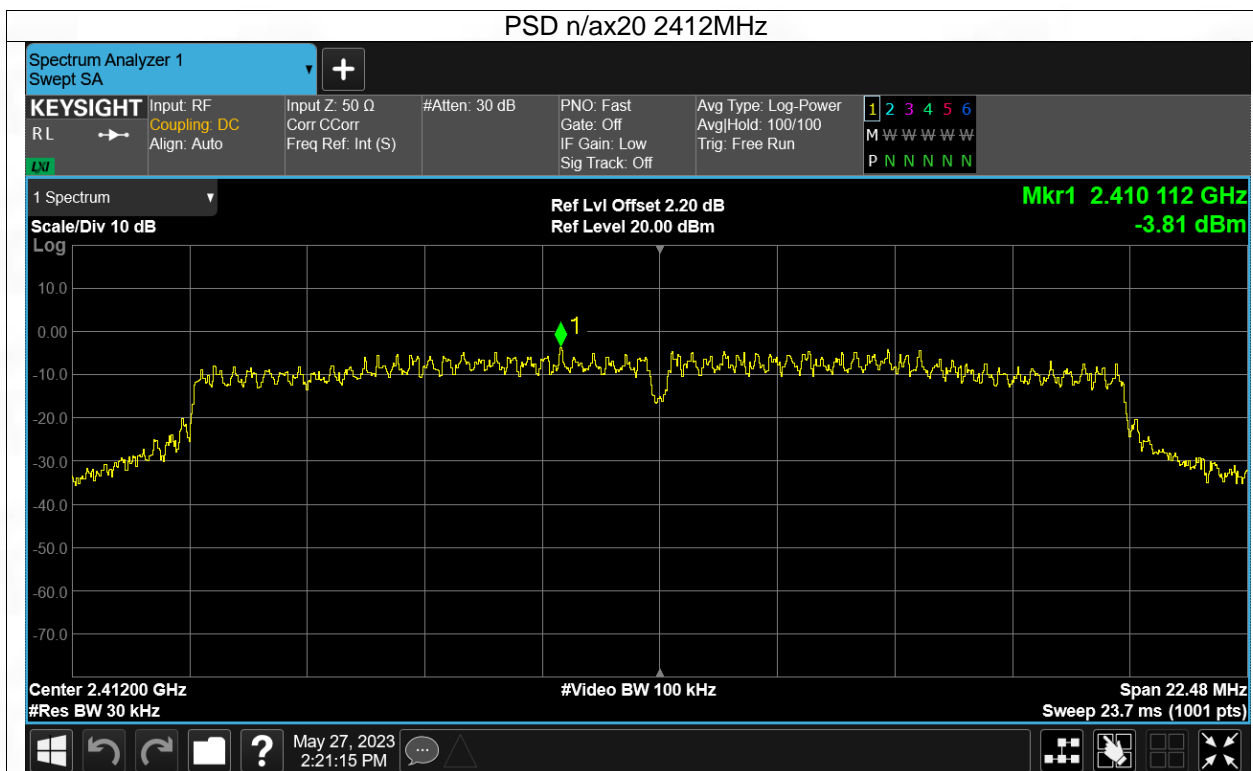 PSD n/ax20 2412MHz
Spectrum Analyzer 1
Swept SA
KEYSIGHT
R L
LXI
Input: RF
Coupling: DC
Align: Auto
Input Z: 50 Ω
Corr CCorr
Freq Ref: Int (S)
#Atten: 30 dB
PNO: Fast
Gate: Off
IF Gain: Low
Sig Track: Off
Avg Type: Log-Power
Avg|Hold: 100/100
Trig: Free Run
1 2 3 4 5 6
M W W W W W
P N N N N N
1 Spectrum
Scale/Div 10 dB
Ref Lvl Offset 2.20 dB
Ref Level 20.00 dBm
Mkr1 2.410 112 GHz
-3.81 dBm
Log
10.0
0.00
-10.0
-20.0
-30.0
-40.0
-50.0
-60.0
-70.0
1
Center 2.41200 GHz
#Res BW 30 kHz
#Video BW 100 kHz
Span 22.48 MHz
Sweep 23.7 ms (1001 pts)
?
May 27, 2023
2:21:15 PM